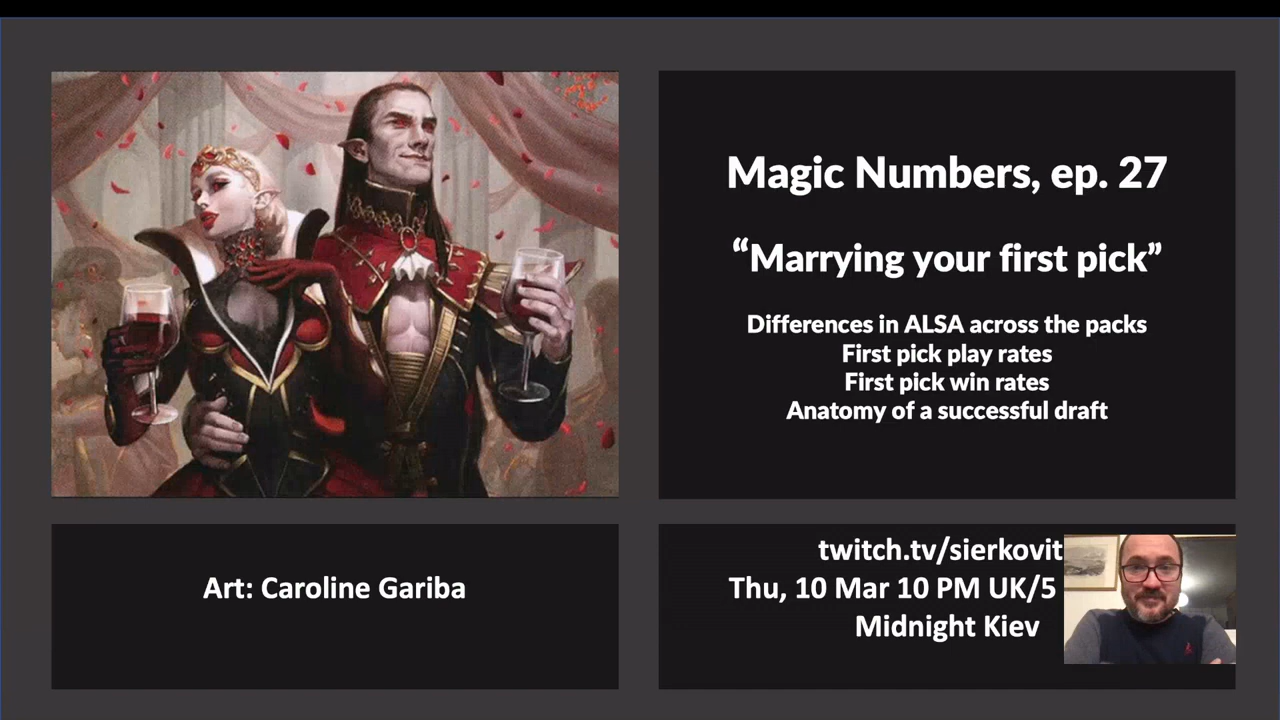 Magic Numbers, ep. 27
“Marrying your first pick”
Differences in ALSA across the packs
First pick play rates
First pick win rates
Anatomy of a successful draft
Art: Caroline Gariba
twitch.tv/sierkovit
Thu, 10 Mar 10 PM UK/5
Midnight Kiev